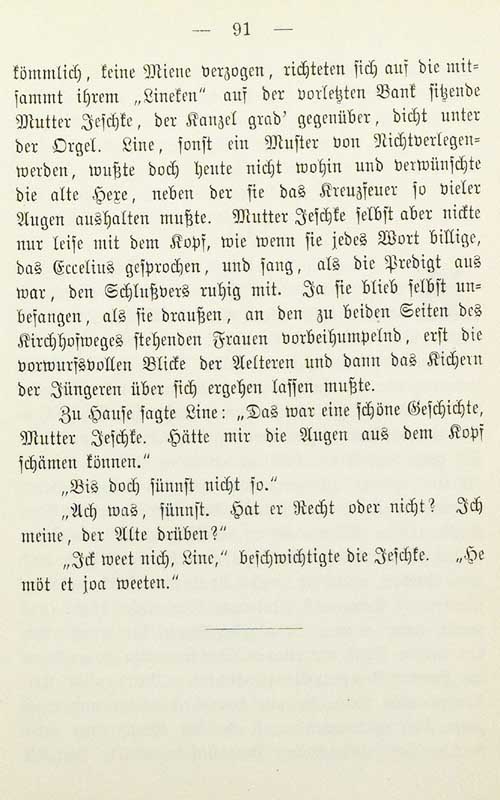 — 91 —
kömmlich, keine Miene verzogen, richteten sich auf die mit-
sammt ihrem „Lineken“ auf der vorletzten Bank sitzende
Mutter Jeschke, der Kanzel grad' gegenüber, dicht unter
der Orgel. Line, sonst ein Muster von Nichtverlegen-
werden, wußte doch heute nicht wohin und verwünschte
die alte Hexe, neben der sie das Kreuzfeuer so vieler
Augen aushalten mußte. Mutter Jeschke selbst aber nickte
nur leise mit dem Kopf, wie wenn sie jedes Wort billige,
das Eccelius gesprochen, und sang, als die Predigt aus
war, den Schlußvers ruhig mit. Ja sie blieb selbst un-
befangen, als sie draußen, an den zu beiden Seiten des
Kirchhofweges stehenden Frauen vorbeihumpelnd, erst die
vorwurfsvollen Blicke der Aelteren und dann das Kichern
der Jüngeren über sich ergehen lassen mußte.
Zu Hause sagte Line: „Das war eine schöne Geschichte,
Mutter Jeschke. Hätte mir die Augen aus dem Kopf
schämen können.“
„Bis doch sünnst nicht so.“
„Ach was, sünnst. Hat er Recht oder nicht? Ich
meine, der Alte drüben?“
„Ick weet nich, Line,“ beschwichtigte die Jeschke. „He
möt et joa weeten.“